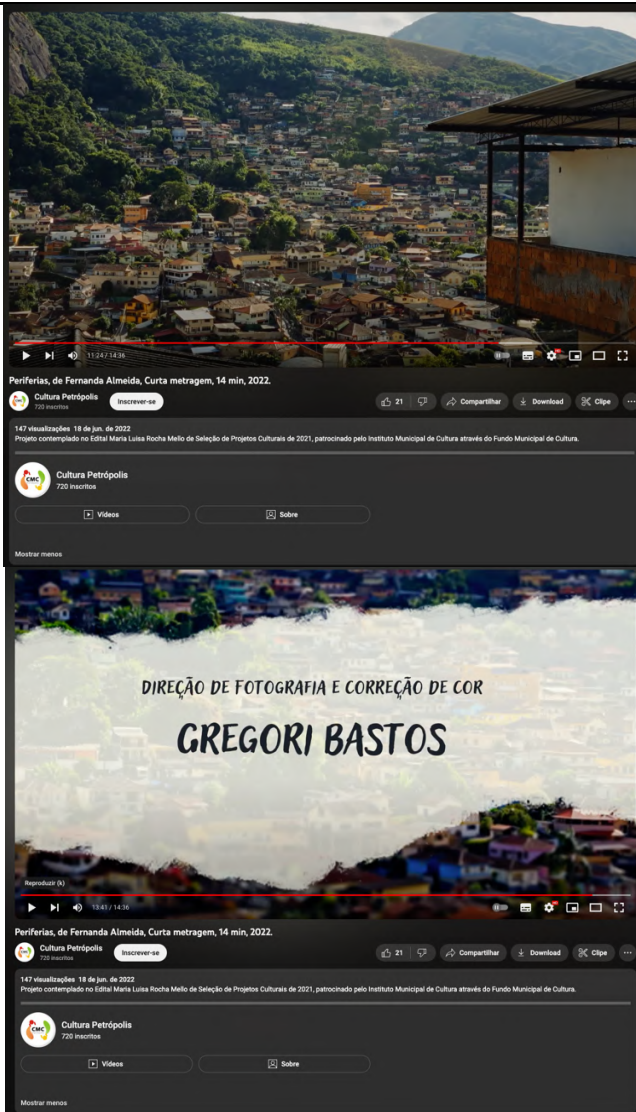 11:24 / 14:36
Periferias, de Fernanda Almeida, Curta metragem, 14 min, 2022.
Cultura Petrópolis
720 inscritos
Inscrever-se
21
Compartilhar
Download
Clipe
147 visualizações 18 de jun. de 2022
Projeto contemplado no Edital Maria Luisa Rocha Mello de Seleção de Projetos Culturais de 2021, patrocinado pelo Instituto Municipal de Cultura através do Fundo Municipal de Cultura.
CMC
Cultura Petrópolis
720 inscritos
Vídeos
Sobre
Mostrar menos
DIREÇÃO DE FOTOGRAFIA E CORREÇÃO DE COR
GREGORI BASTOS
Reproduzir (k)
13:41 / 14:36
Periferias, de Fernanda Almeida, Curta metragem, 14 min, 2022.
Cultura Petrópolis
720 inscritos
Inscrever-se
21
Compartilhar
Download
Clipe
147 visualizações 18 de jun. de 2022
Projeto contemplado no Edital Maria Luisa Rocha Mello de Seleção de Projetos Culturais de 2021, patrocinado pelo Instituto Municipal de Cultura através do Fundo Municipal de Cultura.
CMC
Cultura Petrópolis
720 inscritos
Vídeos
Sobre
Mostrar menos